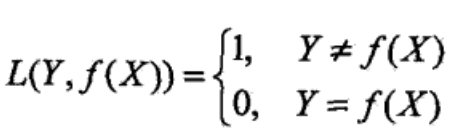 L(Y, f(X)) = { 1, Y ≠ f(X)
0, Y = f(X)